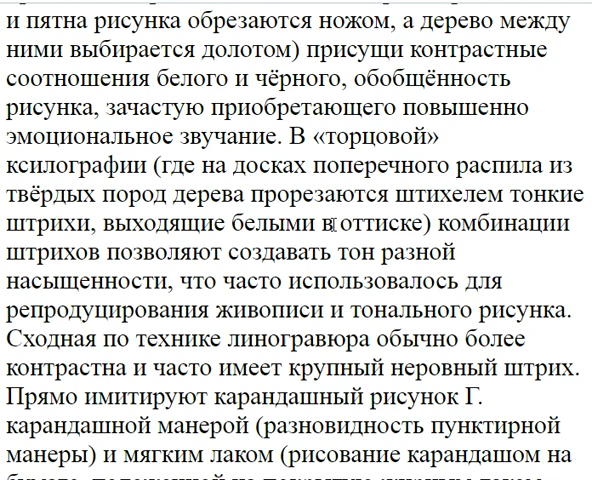 и пятна рисунка обрезаются ножом, а дерево между
ними выбирается долотом) присущи контрастные
соотношения белого и чёрного, обобщённость
рисунка, зачастую приобретающего повышенно
эмоциональное звучание. В «торцовой»
ксилографии (где на досках поперечного распила из
твёрдых пород дерева прорезаются штихелем тонкие
штрихи, выходящие белыми в оттиске) комбинации
штрихов позволяют создавать тон разной
насыщенности, что часто использовалось для
репродуцирования живописи и тонального рисунка.
Сходная по технике линогравюра обычно более
контрастна и часто имеет крупный неровный штрих.
Прямо имитируют карандашный рисунок Г.
карандашной манерой (разновидность пунктирной
манеры) и мягким лаком (рисование карандашом на